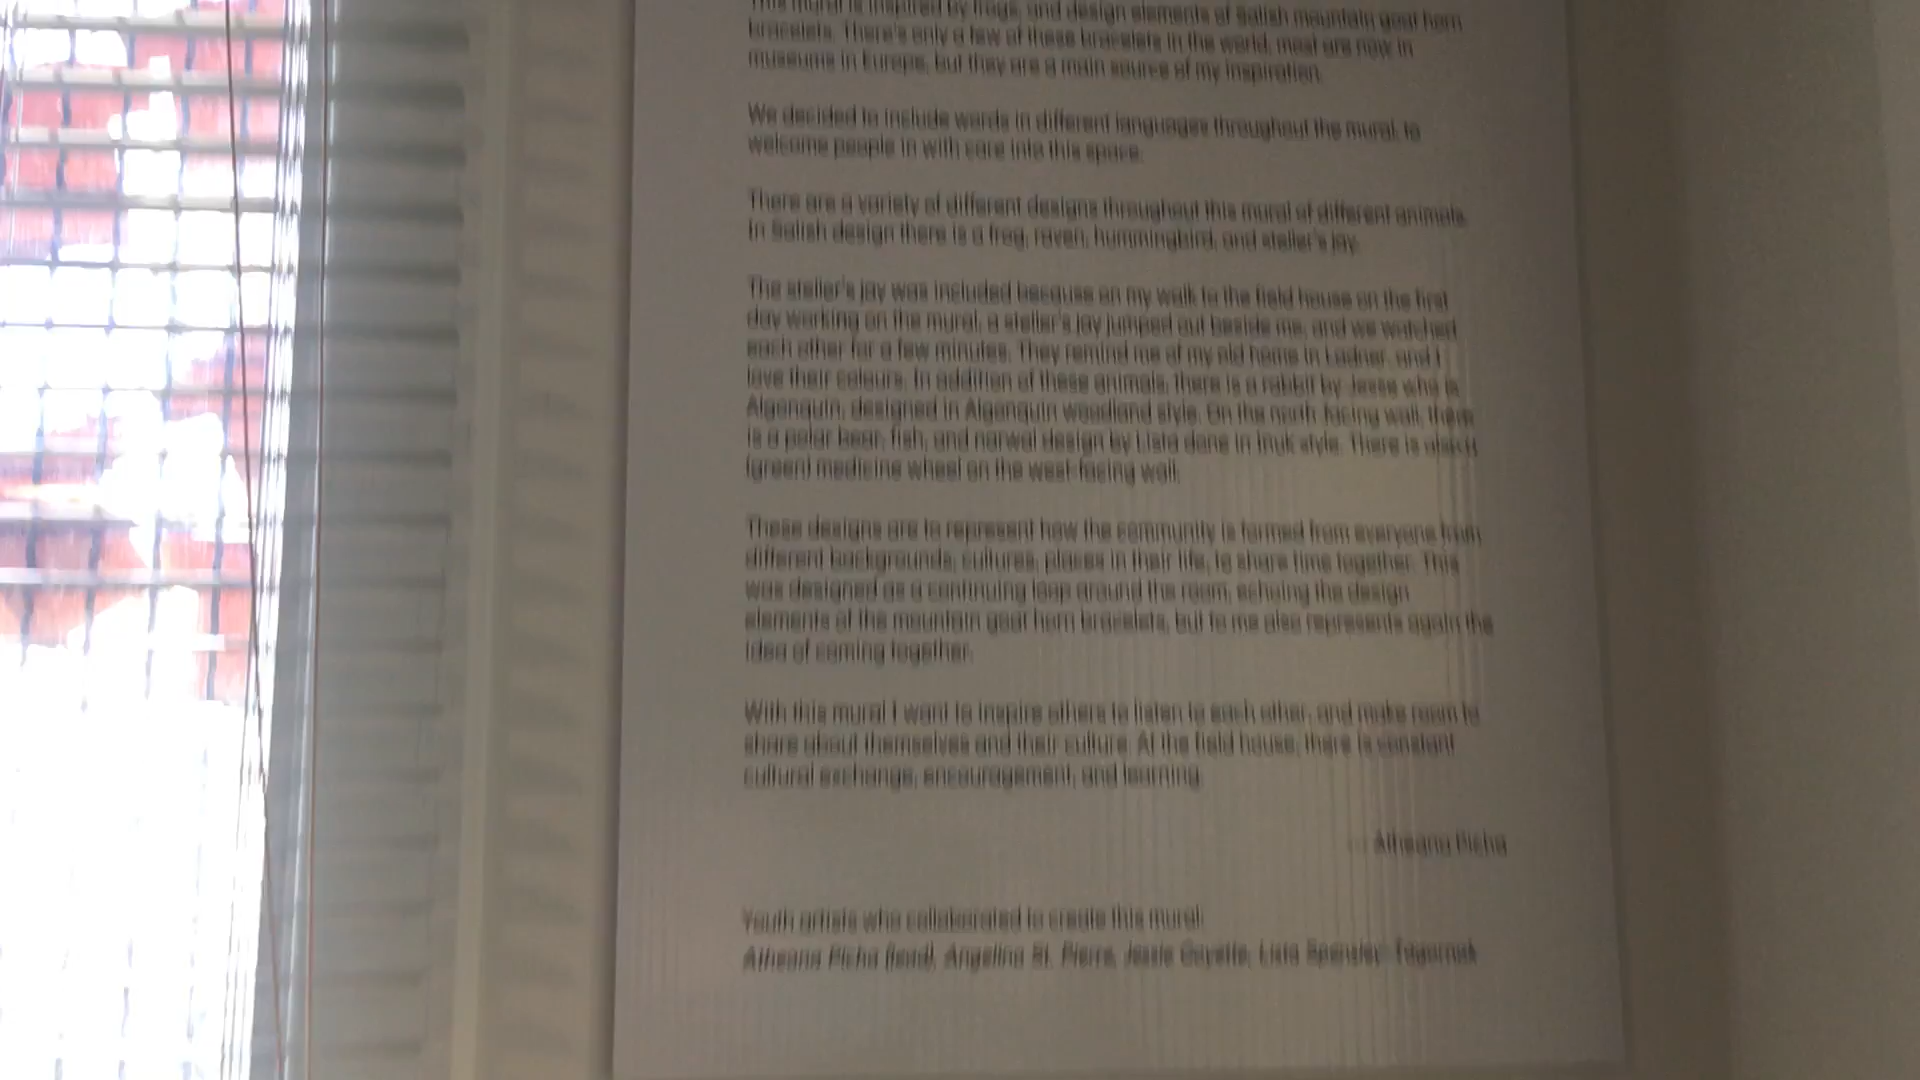 This mural is inspired by frogs, and design elements of Salish mountain goat horn
bracelets. There's only a few of these bracelets in the world, most are now in
museums in Europe, but they are a main source of my inspiration.
We decided to include words in different languages throughout the mural, to
welcome people in with care into this space.
There are a variety of different designs throughout this mural of different animals.
In Salish design there is a frog, raven, hummingbird, and steller's jay.
The steller's jay was included because on my walk to the field house on the first
day working on the mural, a steller's jay jumped out beside me, and we watched
each other for a few minutes. They remind me of my old home in Ladner, and I
love their colours. In addition of these animals, there is a rabbit by Jesse who is
Algonquin, designed in Algonquin woodland style. On the north-facing wall, there
is a polar bear, fish, and narwal design by Lista done in Inuk style. There is
(green) medicine wheel on the west-facing wall.
These designs are to represent how the community is formed from everyone from
different backgrounds, cultures, places in their life, to share time together. This
was designed as a continuing loop around the room, echoing the design
elements of the mountain goat horn bracelets, but to me also represents again the
idea of coming together.
With this mural I want to inspire others to listen to each other, and make room to
share about themselves and their culture. At the field house, there is constant
cultural exchange, encouragement, and learning.
Atheana Picha
Youth artists who collaborated to create this mural:
Atheana Picha (lead), Angelina St. Pierre, Jessie Goyette, Lista